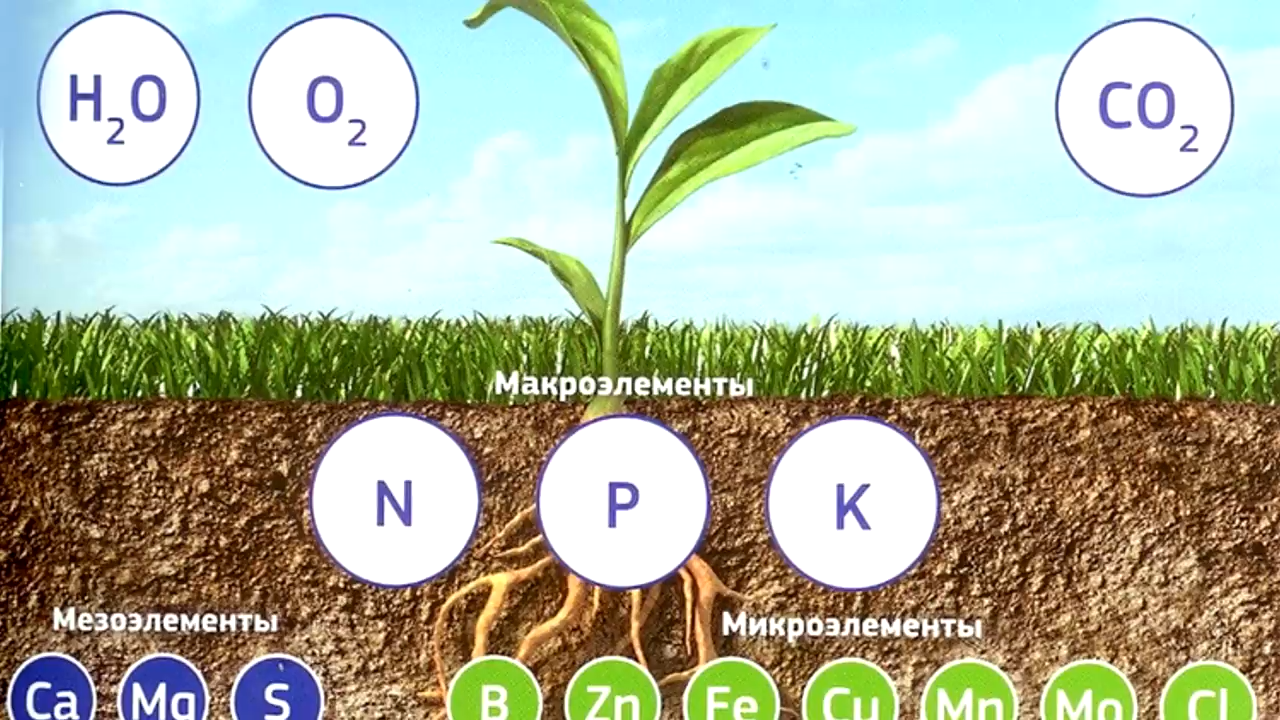 H₂O O₂ CO₂
Макроэлементы
N P K
Мезоэлементы Микроэлементы
Ca Mg S B Zn Fe Cu Mn Mo Cl